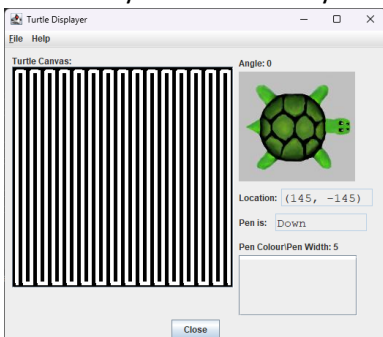 Turtle Displayer
File Help
Turtle Canvas:
Angle: 0
Location: (145, -145)
Pen is: Down
Pen Colour\Pen Width: 5
Close